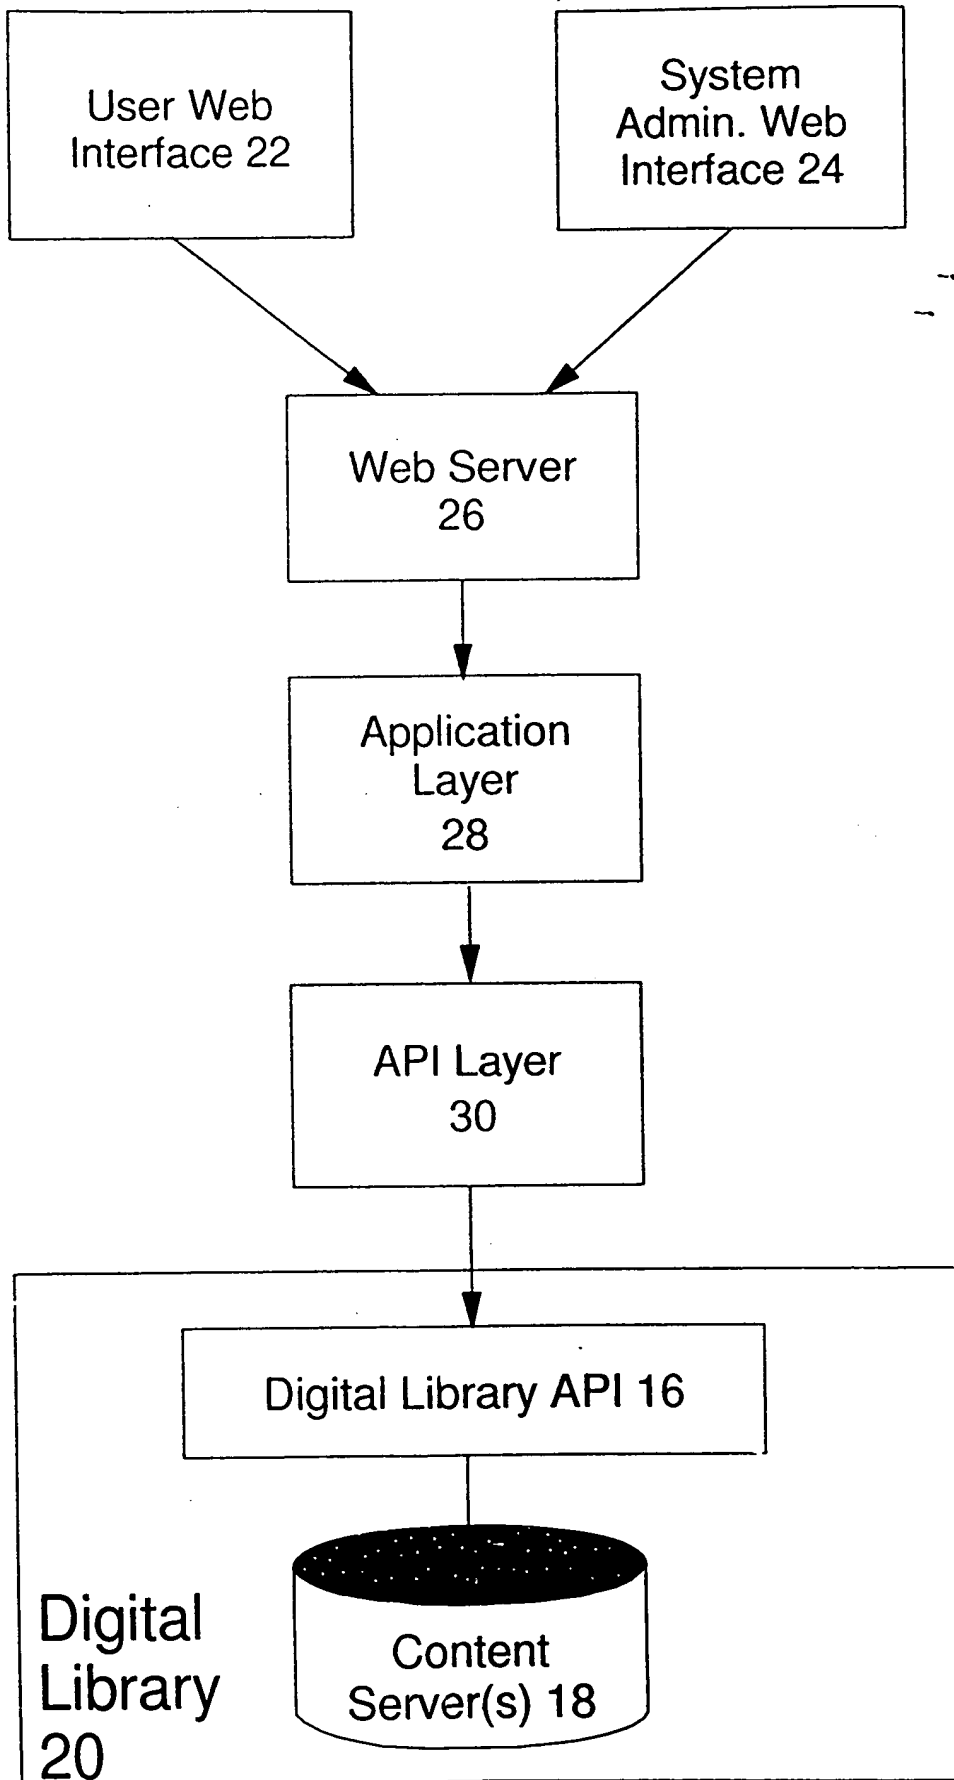 User Web
Interface 22
System
Admin. Web
Interface 24
Web Server
26
Application
Layer
28
API Layer
30
Digital Library API 16
Content
Server(s) 18
Digital
Library
20